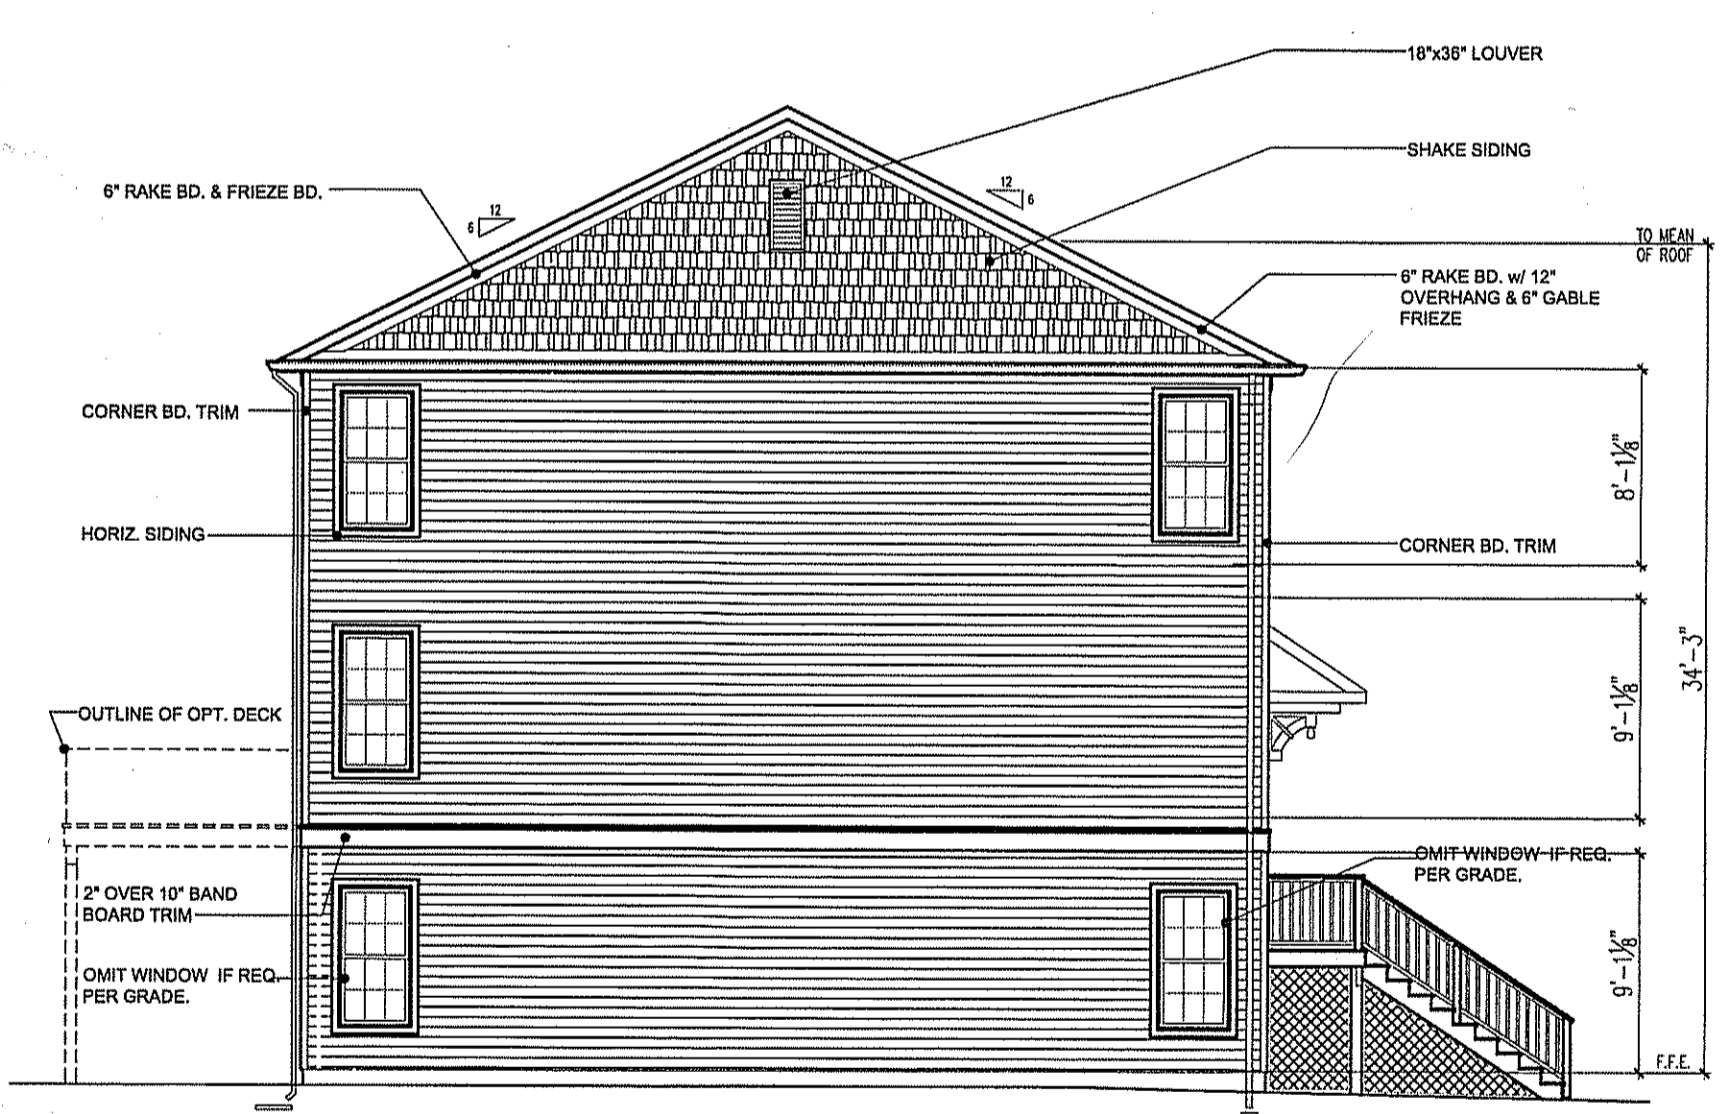 18"x36" LOUVER
SHAKE SIDING
6" RAKE BD. & FRIEZE BD.
12
6
12
6
TO MEAN
OF ROOF
6" RAKE BD. w/ 12"
OVERHANG & 6" GABLE
FRIEZE
CORNER BD. TRIM
8'-1⅛"
HORIZ. SIDING
CORNER BD. TRIM
34'-3"
9'-1⅛"
OUTLINE OF OPT. DECK
OMIT WINDOW IF REQ.
PER GRADE.
2" OVER 10" BAND
BOARD TRIM
9'-1⅛"
OMIT WINDOW IF REQ.
PER GRADE.
F.F.E.